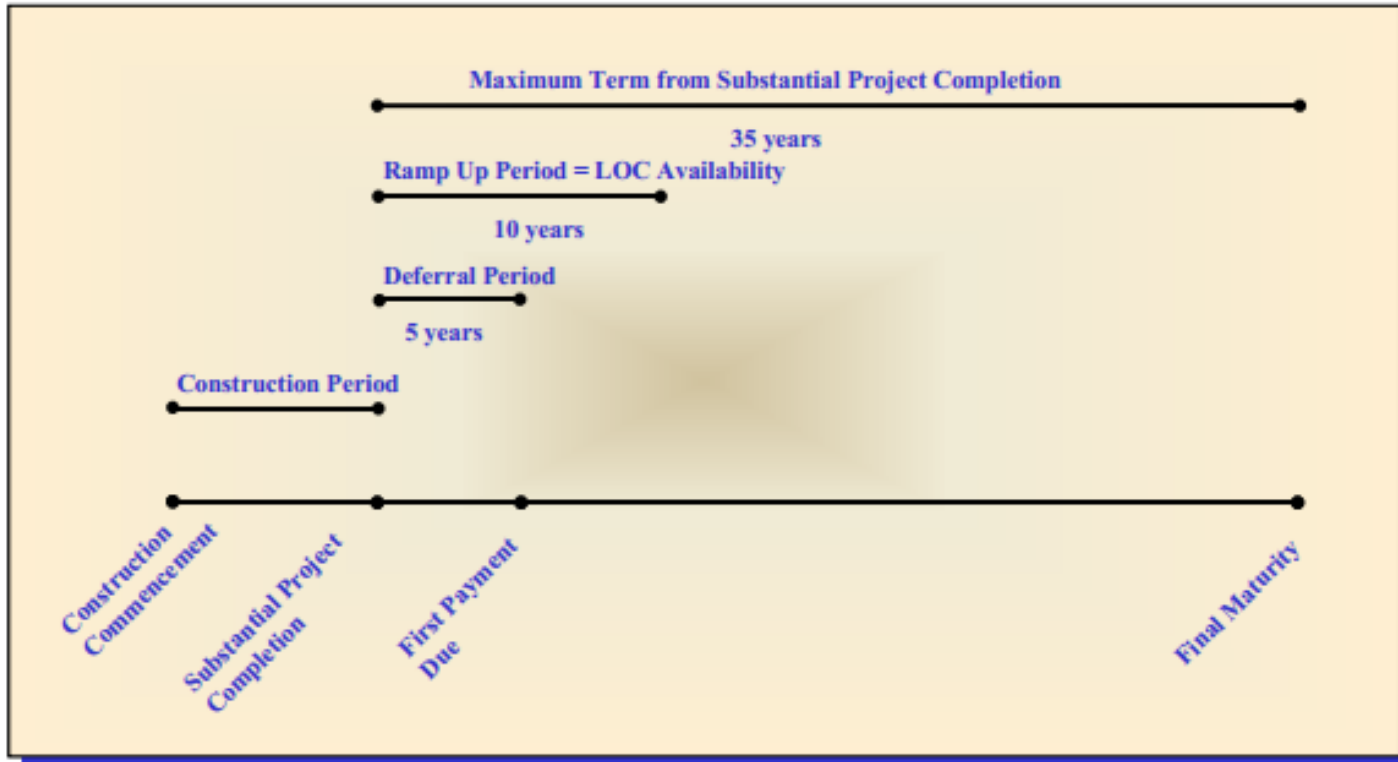 Maximum Term from Substantial Project Completion
35 years
Ramp Up Period = LOC Availability
10 years
Deferral Period
5 years
Construction Period
Construction
Commencement
Substantial Project
Completion
First Payment
Due
Final Maturity